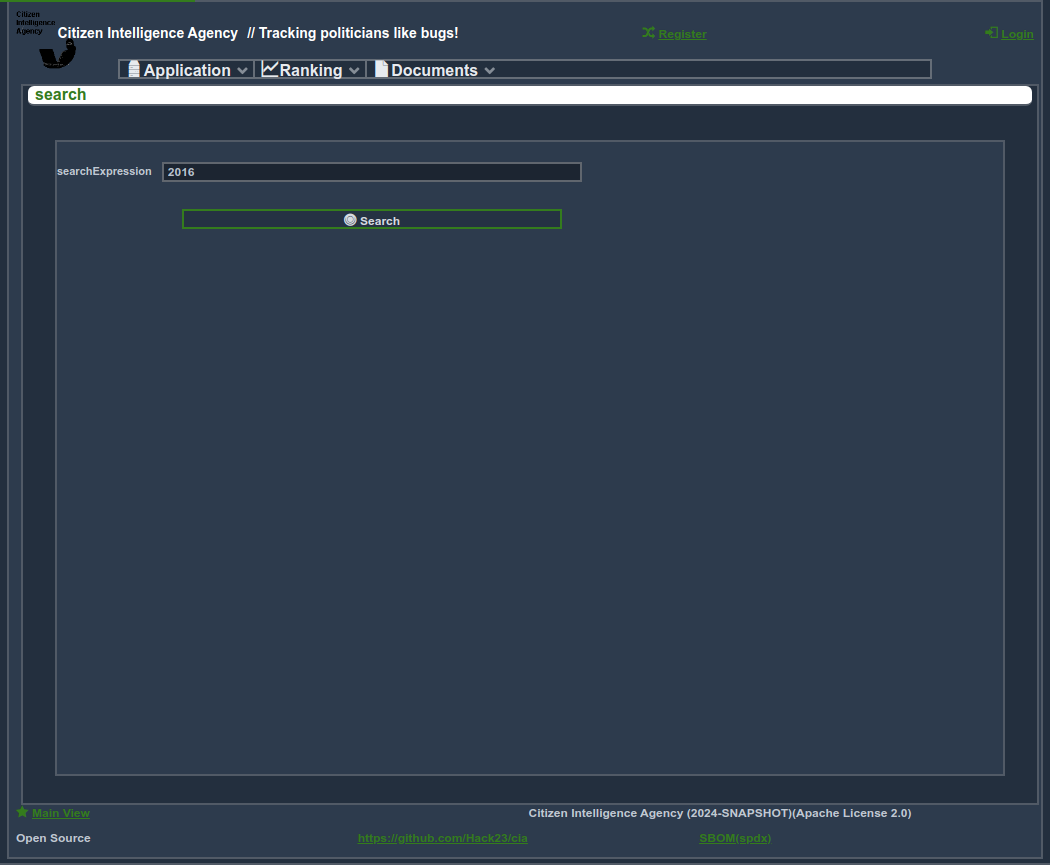 Citizen
Intelligence
Agency
Citizen Intelligence Agency // Tracking politicians like bugs!
Register
Login
Application
Ranking
Documents
search
searchExpression
2016
Search
Main View
Citizen Intelligence Agency (2024-SNAPSHOT)(Apache License 2.0)
Open Source
https://github.com/Hack23/cia
SBOM(spdx)